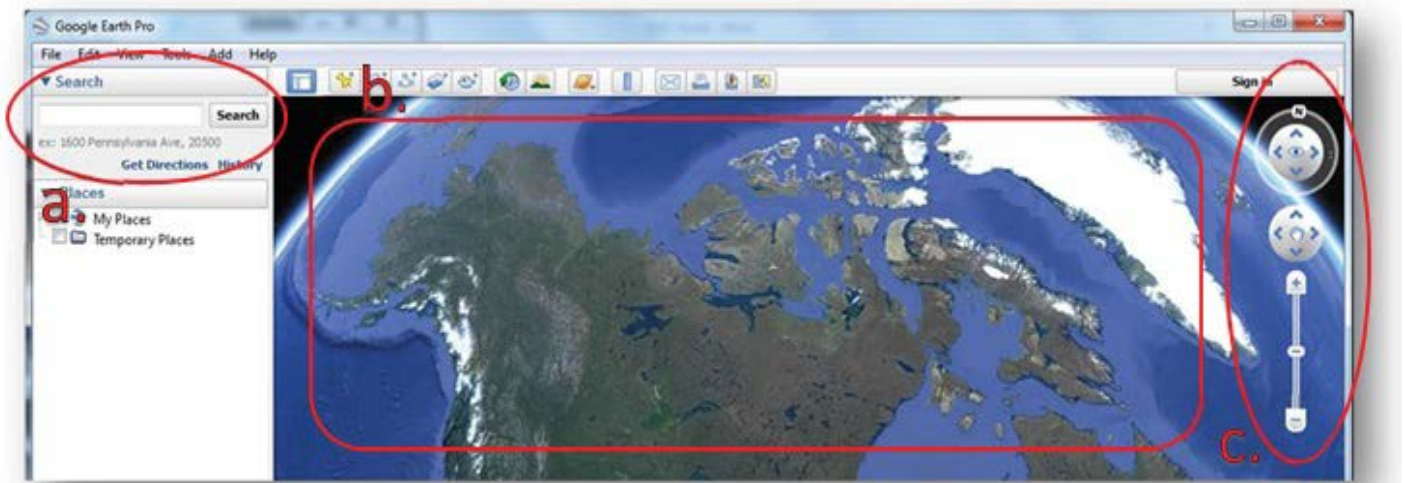 Google Earth Pro
File Edit View Tools Add Help
▼ Search
Search
ex: 1600 Pennsylvania Ave, 20500
Get Directions History
Places
My Places
Temporary Places
Sign in
N
a.
b.
c.